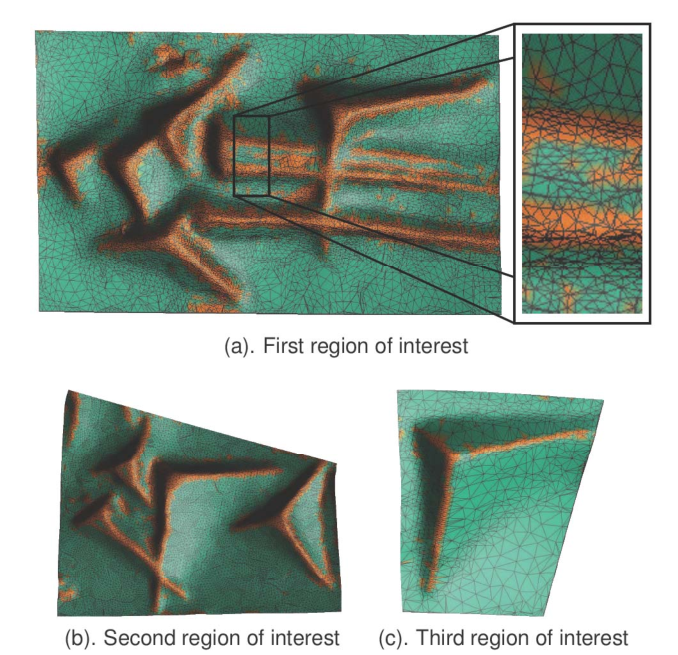 (a). First region of interest
(b). Second region of interest
(c). Third region of interest